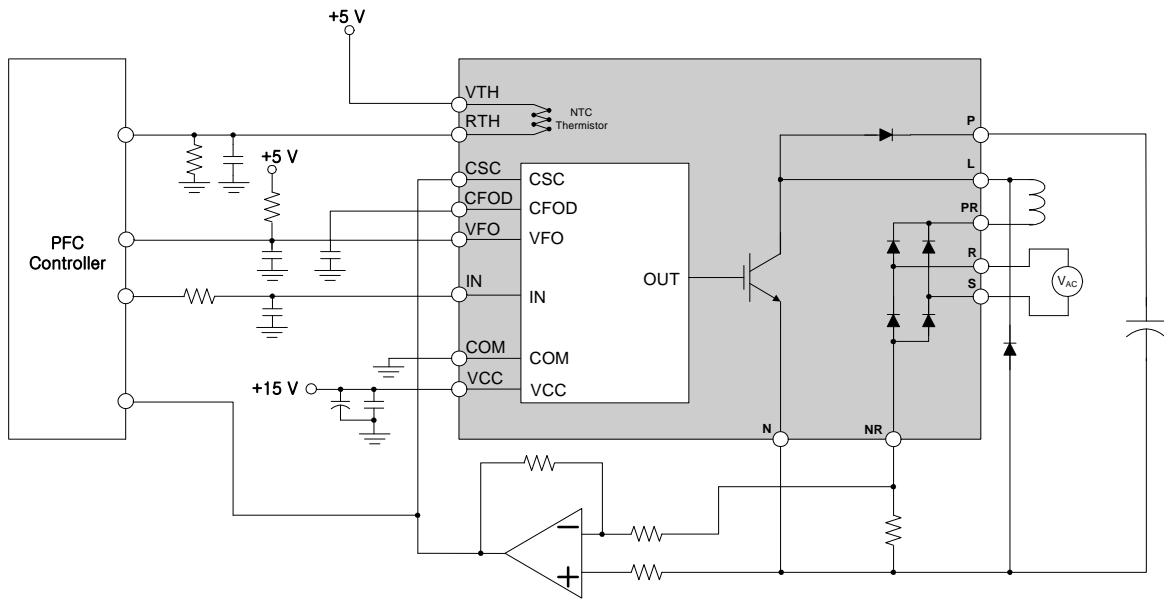 +5 V
VTH
RTH
NTC
Thermistor
P
L
+5 V
CSC
CSC
CFOD
CFOD
PR
VFO
VFO
PFC
Controller
R
OUT
S
VAC
IN
IN
COM
COM
+15 V
VCC
VCC
N
NR
−
+